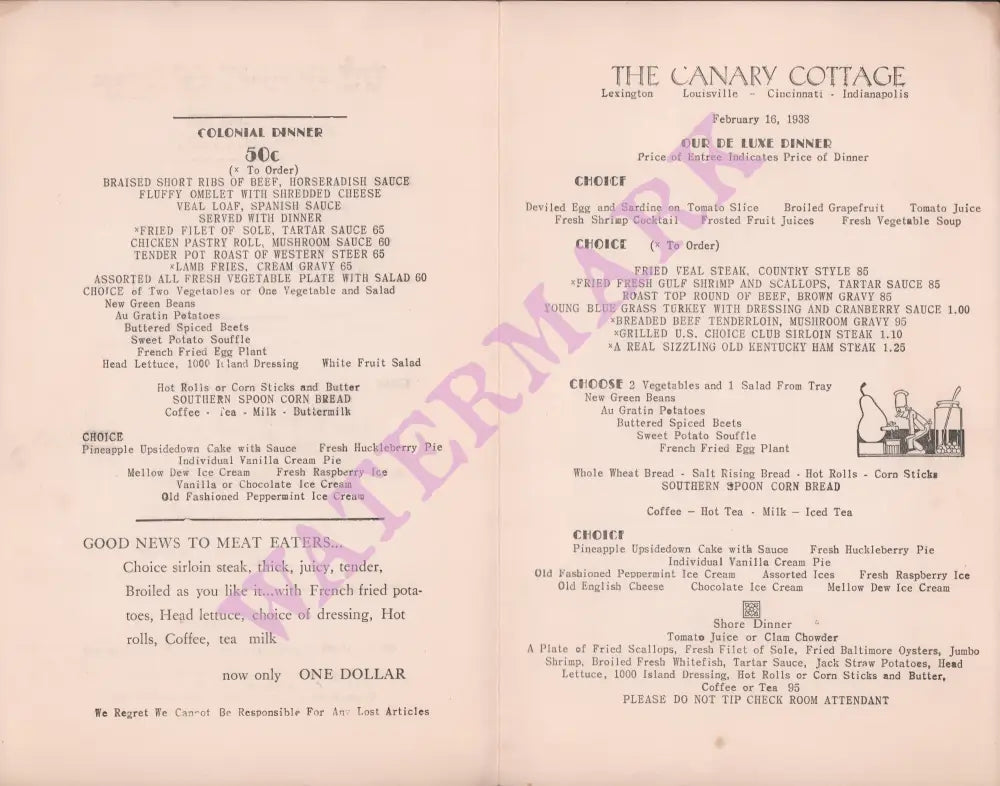 COLONIAL DINNER
50c
(x To Order)
BRAISED SHORT RIBS OF BEEF, HORSERADISH SAUCE
FLUFFY OMELET WITH SHREDDED CHEESE
VEAL LOAF, SPANISH SAUCE
SERVED WITH DINNER
xFRIED FILET OF SOLE, TARTAR SAUCE 65
CHICKEN PASTRY ROLL, MUSHROOM SAUCE 60
TENDER POT ROAST OF WESTERN STEER 65
xLAMB FRIES, CREAM GRAVY 65
ASSORTED ALL FRESH VEGETABLE PLATE WITH SALAD 60
CHOICE of Two Vegetables or One Vegetable and Salad
New Green Beans
Au Gratin Potatoes
Buttered Spiced Beets
Sweet Potato Souffle
French Fried Egg Plant
Head Lettuce, 1000 Island Dressing White Fruit Salad
Hot Rolls or Corn Sticks and Butter
SOUTHERN SPOON CORN BREAD
Coffee - Tea - Milk - Buttermilk
CHOICE
Pineapple Upsidedown Cake with Sauce Fresh Huckleberry Pie
Individual Vanilla Cream Pie
Mellow Dew Ice Cream Fresh Raspberry Ice
Vanilla or Chocolate Ice Cream
Old Fashioned Peppermint Ice Cream
GOOD NEWS TO MEAT EATERS...
Choice sirloin steak, thick, juicy, tender,
Broiled as you like it...with French fried pota-
toes, Head lettuce, choice of dressing, Hot
rolls, Coffee, tea milk
now only ONE DOLLAR
We Regret We Cannot Be Responsible For Any Lost Articles
THE CANARY COTTAGE
Lexington Louisville - Cincinnati - Indianapolis
February 16, 1938
OUR DE LUXE DINNER
Price of Entree Indicates Price of Dinner
CHOICE
Deviled Egg and Sardine on Tomato Slice Broiled Grapefruit Tomato Juice
Fresh Shrimp Cocktail Frosted Fruit Juices Fresh Vegetable Soup
CHOICE (x To Order)
FRIED VEAL STEAK, COUNTRY STYLE 85
xFRIED FRESH GULF SHRIMP AND SCALLOPS, TARTAR SAUCE 85
ROAST TOP ROUND OF BEEF, BROWN GRAVY 85
YOUNG BLUE GRASS TURKEY WITH DRESSING AND CRANBERRY SAUCE 1.00
xBREADED BEEF TENDERLOIN, MUSHROOM GRAVY 95
xGRILLED U.S. CHOICE CLUB SIRLOIN STEAK 1.10
xA REAL SIZZLING OLD KENTUCKY HAM STEAK 1.25
CHOOSE 2 Vegetables and 1 Salad From Tray
New Green Beans
Au Gratin Potatoes
Buttered Spiced Beets
Sweet Potato Souffle
French Fried Egg Plant
Whole Wheat Bread - Salt Rising Bread - Hot Rolls - Corn Sticks
SOUTHERN SPOON CORN BREAD
Coffee — Hot Tea - Milk — Iced Tea
CHOICE
Pineapple Upsidedown Cake with Sauce Fresh Huckleberry Pie
Individual Vanilla Cream Pie
Old Fashioned Peppermint Ice Cream Assorted Ices Fresh Raspberry Ice
Old English Cheese Chocolate Ice Cream Mellow Dew Ice Cream
Shore Dinner
Tomato Juice or Clam Chowder
A Plate of Fried Scallops, Fresh Filet of Sole, Fried Baltimore Oysters, Jumbo
Shrimp, Broiled Fresh Whitefish, Tartar Sauce, Jack Straw Potatoes, Head
Lettuce, 1000 Island Dressing, Hot Rolls or Corn Sticks and Butter,
Coffee or Tea 95
PLEASE DO NOT TIP CHECK ROOM ATTENDANT
WATERMARK